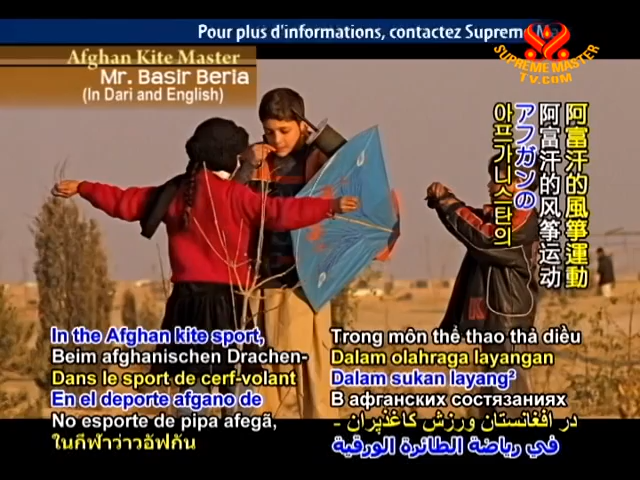 Pour plus d'informations, contactez Supreme Ma
SUPREME MASTER
TV.COM
Afghan Kite Master
Mr. Basir Beria
(In Dari and English)
阿富汗的風箏運動
阿富汗的风筝运动
アフガンの
아프가니스탄의
In the Afghan kite sport,
Beim afghanischen Drachen-
Dans le sport de cerf-volant
En el deporte afgano de
No esporte de pipa afegã,
ในกีฬาว่าวอัฟกัน
Trong môn thể thao thả diều
Dalam olahraga layangan
Dalam sukan layang²
В афганских состязаниях
در افغانستان ورزش کاغذپران -
في رياضة الطائرة الورقية